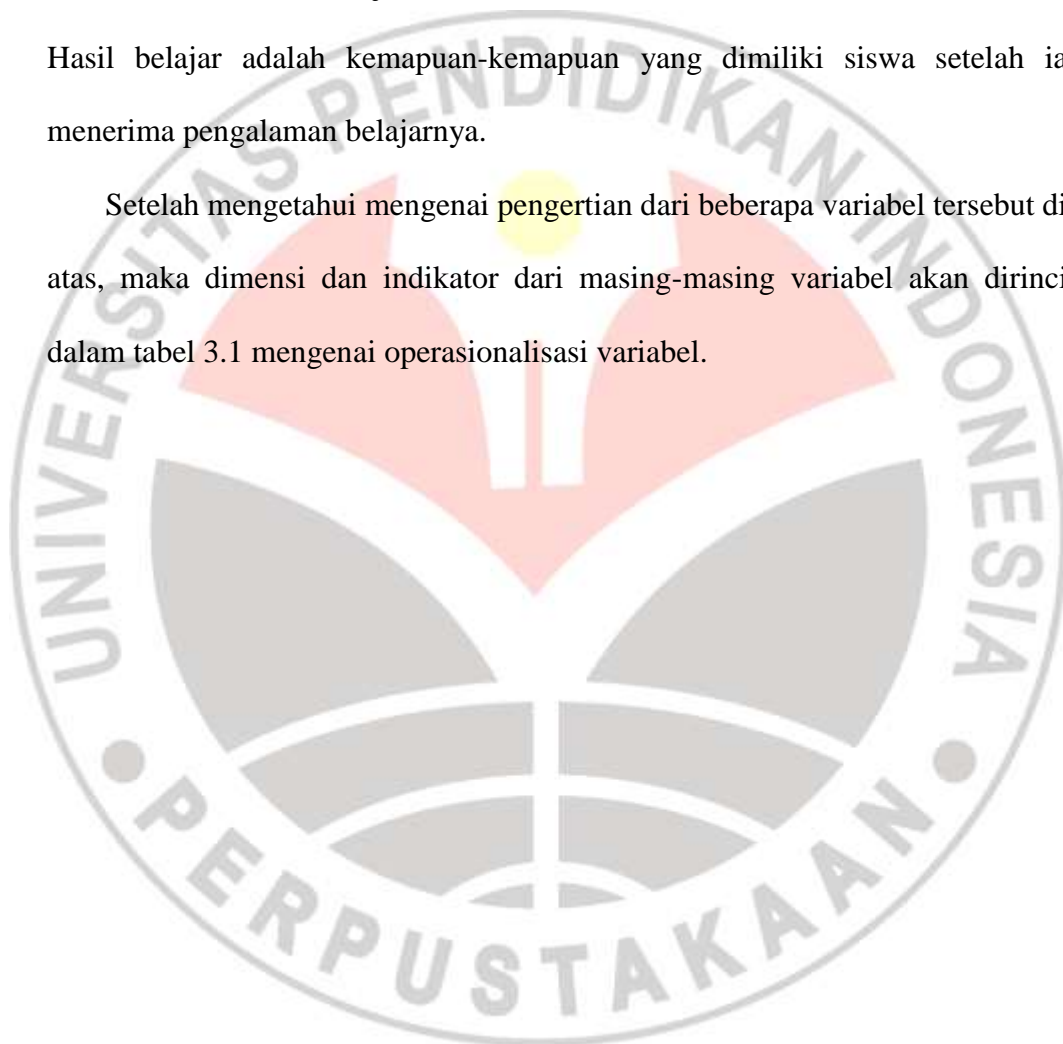 Hasil belajar adalah kemapuan-kemapuan yang dimiliki siswa setelah ia
menerima pengalaman belajarnya.
Setelah mengetahui mengenai pengertian dari beberapa variabel tersebut di
atas, maka dimensi dan indikator dari masing-masing variabel akan dirinci
dalam tabel 3.1 mengenai operasionalisasi variabel.
UNIVERSITAS PENDIDIKAN INDONESIA
PERPUSTAKAAN